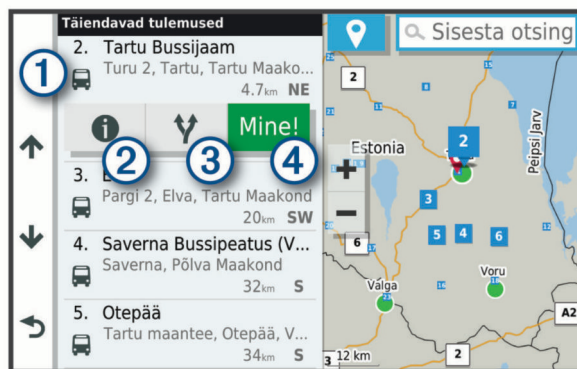 Täiendavad tulemused
2. Tartu Bussijaam
Turu 2, Tartu, Tartu Maako...
4.7km NE
1
Mine!
2
3
4
3. E
Pargi 2, Elva, Tartu Maakond
20km SW
4. Saverna Bussipeatus (V...
Saverna, Põlva Maakond
32km S
5. Otepää
Tartu maantee, Otepää, V...
34km S
Sisesta otsing
2
2
Estonia
Peipsi Jarv
3
5
4
6
6
Valga
Voru
A2
3
12 km
2